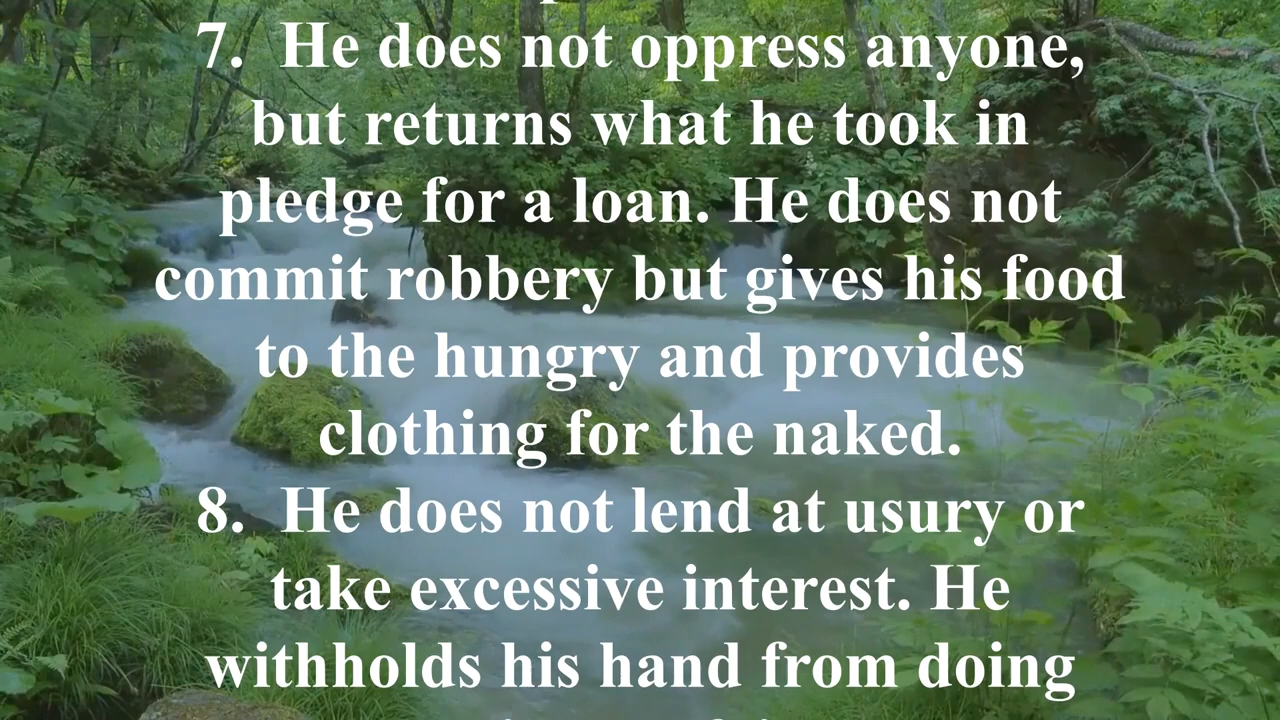 7. He does not oppress anyone,
but returns what he took in
pledge for a loan. He does not
commit robbery but gives his food
to the hungry and provides
clothing for the naked.
8. He does not lend at usury or
take excessive interest. He
withholds his hand from doing